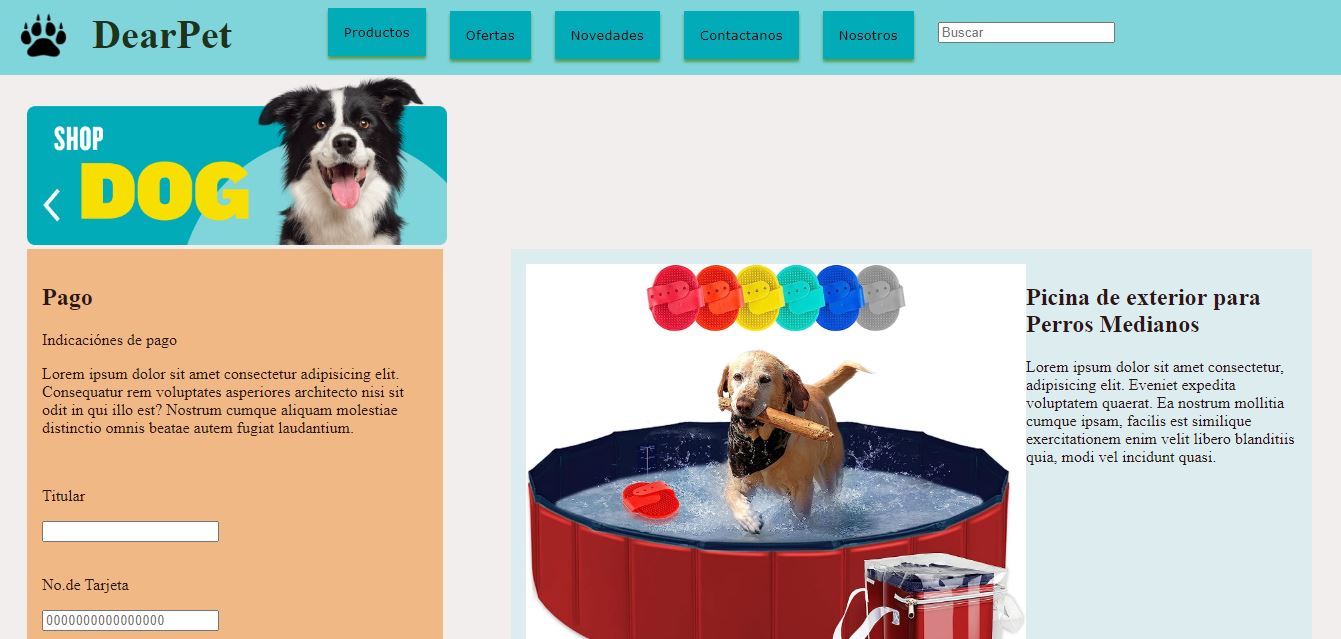 DearPet
Productos
Ofertas
Novedades
Contactanos
Nosotros
Buscar
SHOP
DOG
Pago
Indicaciónes de pago
Lorem ipsum dolor sit amet consectetur adipisicing elit.
Consequatur rem voluptates asperiores architecto nisi sit
odit in qui illo est? Nostrum cumque aliquam molestiae
distinctio omnis beatae autem fugiat laudantium.
Titular
No.de Tarjeta
0000000000000000
Picina de exterior para
Perros Medianos
Lorem ipsum dolor sit amet consectetur,
adipisicing elit. Eveniet expedita
voluptatem quaerat. Ea nostrum mollitia
cumque ipsam, facilis est similique
exercitationem enim velit libero blanditiis
quia, modi vel incidunt quasi.